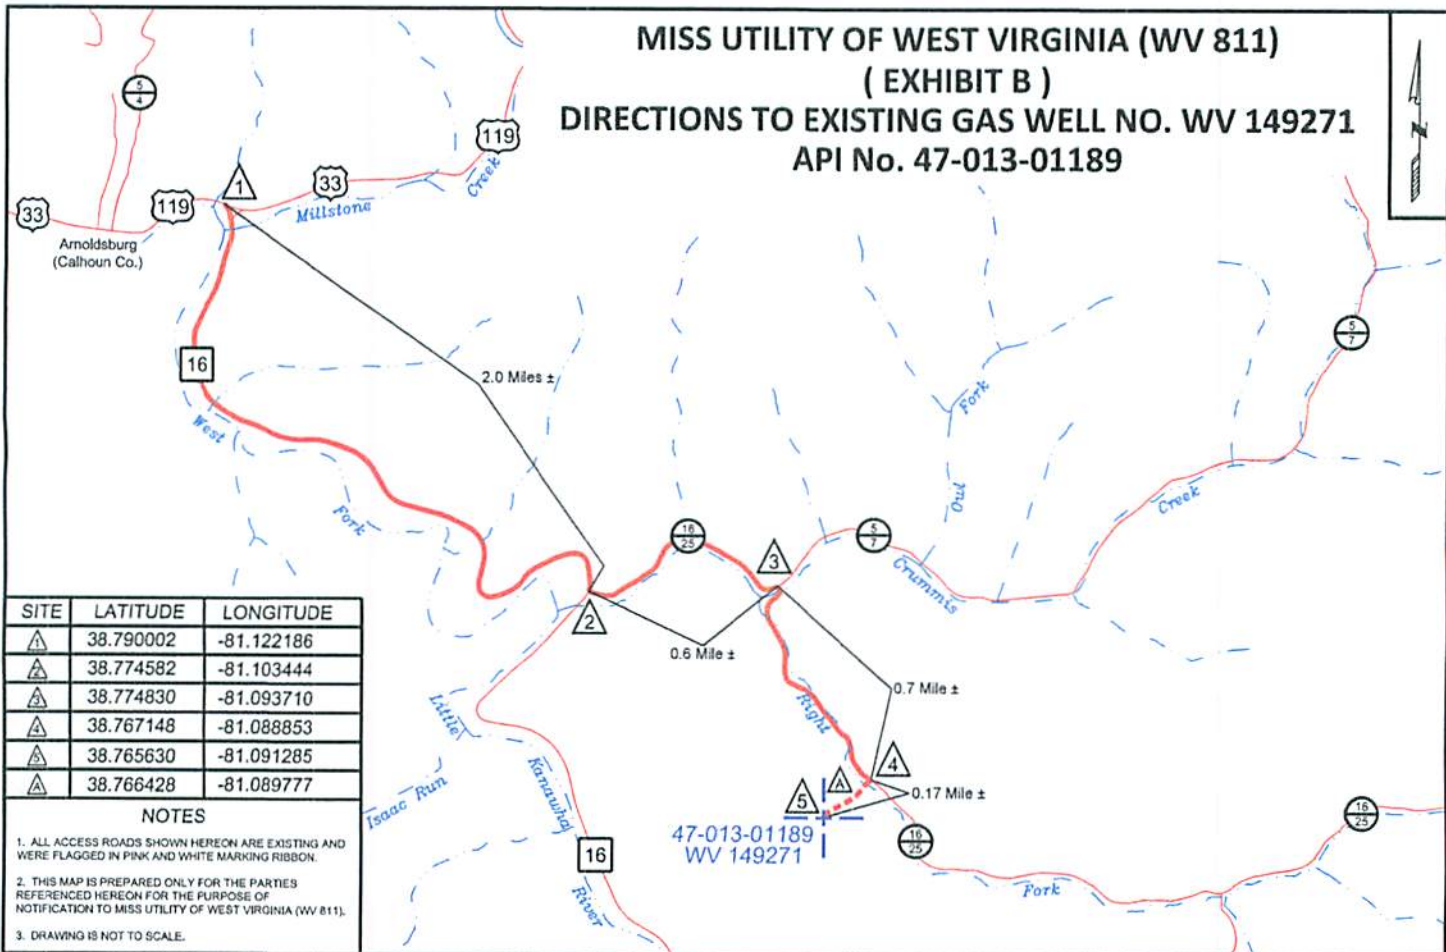 MISS UTILITY OF WEST VIRGINIA (WV 811)
( EXHIBIT B )
DIRECTIONS TO EXISTING GAS WELL NO. WV 149271
API No. 47-013-01189
N
5
4
119
1
33
Creek
Millstone
33
119
Arnoldsburg
(Calhoun Co.)
5
7
16
2.0 Miles ±
West
Fork
Fork
Owl
Creek
16
25
5
7
3
Crummis
2
0.6 Mile ±
0.7 Mile ±
Right
Little
Kanawha
River
Isaac Run
4
A
5
0.17 Mile ±
47-013-01189
WV 149271
16
16
25
16
25
Fork
SITE LATITUDE LONGITUDE
1 38.790002 -81.122186
2 38.774582 -81.103444
3 38.774830 -81.093710
4 38.767148 -81.088853
5 38.765630 -81.091285
A 38.766428 -81.089777
NOTES
1. ALL ACCESS ROADS SHOWN HEREON ARE EXISTING AND
WERE FLAGGED IN PINK AND WHITE MARKING RIBBON.
2. THIS MAP IS PREPARED ONLY FOR THE PARTIES
REFERENCED HEREON FOR THE PURPOSE OF
NOTIFICATION TO MISS UTILITY OF WEST VIRGINIA (WV 811).
3. DRAWING IS NOT TO SCALE.